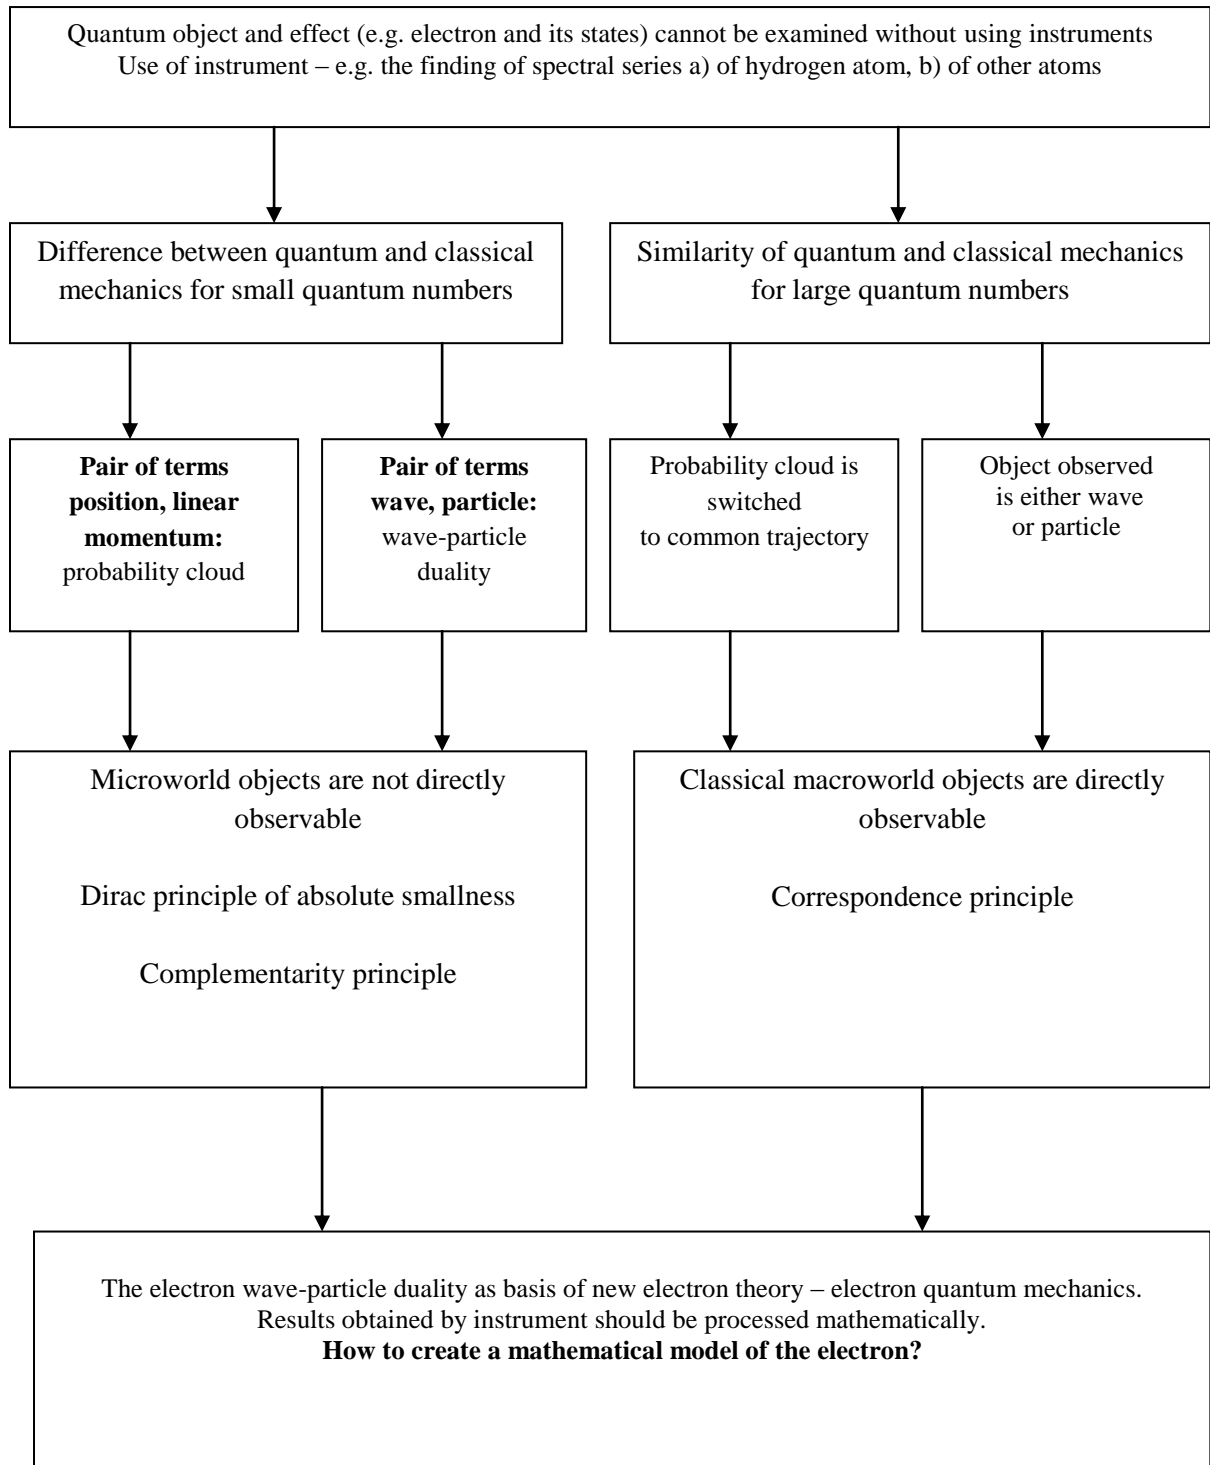 Quantum object and effect (e.g. electron and its states) cannot be examined without using instruments
Use of instrument – e.g. the finding of spectral series a) of hydrogen atom, b) of other atoms
Difference between quantum and classical
mechanics for small quantum numbers
Similarity of quantum and classical mechanics
for large quantum numbers
Pair of terms
position, linear
momentum:
probability cloud
Pair of terms
wave, particle:
wave-particle
duality
Probability cloud is
switched
to common trajectory
Object observed
is either wave
or particle
Microworld objects are not directly
observable
Dirac principle of absolute smallness
Complementarity principle
Classical macroworld objects are directly
observable
Correspondence principle
The electron wave-particle duality as basis of new electron theory – electron quantum mechanics.
Results obtained by instrument should be processed mathematically.
How to create a mathematical model of the electron?